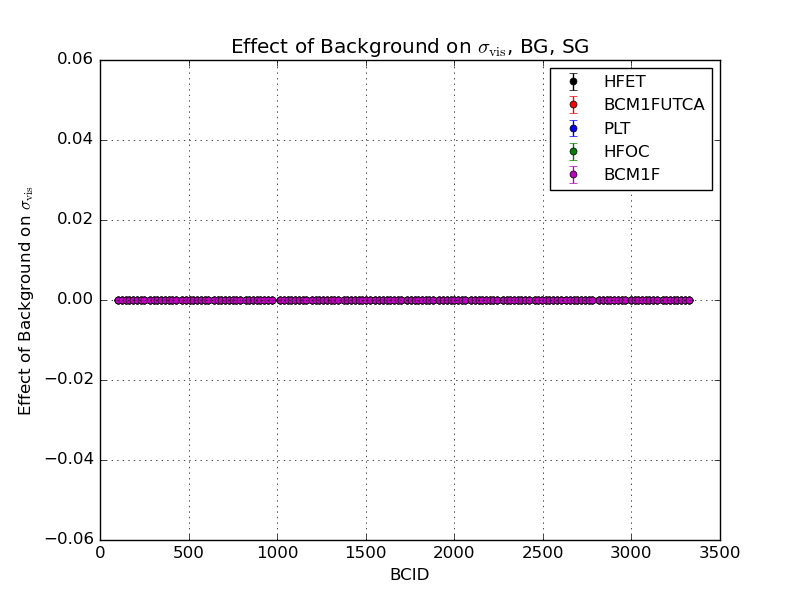 Effect of Background on σvis, BG, SG
0.06
0.04
0.02
0.00
−0.02
−0.04
−0.06
Effect of Background on σvis
HFET
BCM1FUTCA
PLT
HFOC
BCM1F
0 500 1000 1500 2000 2500 3000 3500
BCID